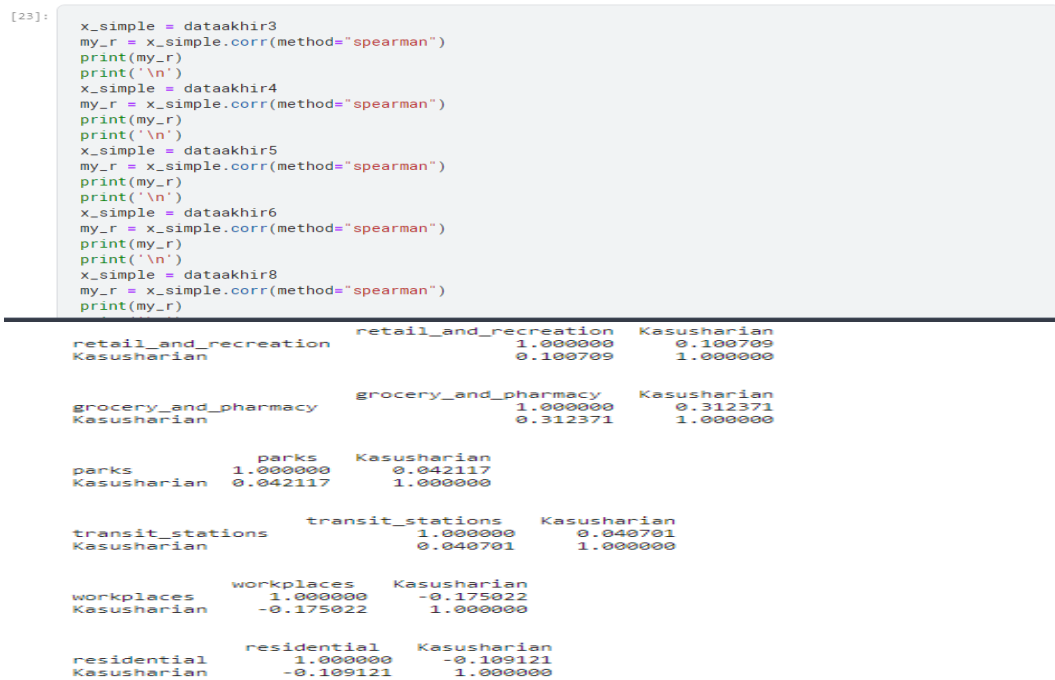 [23]:
x_simple = dataakhir3
my_r = x_simple.corr(method="spearman")
print(my_r)
print('\n')
x_simple = dataakhir4
my_r = x_simple.corr(method="spearman")
print(my_r)
print('\n')
x_simple = dataakhir5
my_r = x_simple.corr(method="spearman")
print(my_r)
print('\n')
x_simple = dataakhir6
my_r = x_simple.corr(method="spearman")
print(my_r)
print('\n')
x_simple = dataakhir8
my_r = x_simple.corr(method="spearman")
print(my_r)
retail_and_recreation Kasusharian
retail_and_recreation 1.000000 0.100709
Kasusharian 0.100709 1.000000
grocery_and_pharmacy Kasusharian
grocery_and_pharmacy 1.000000 0.312371
Kasusharian 0.312371 1.000000
parks Kasusharian
parks 1.000000 0.042117
Kasusharian 0.042117 1.000000
transit_stations Kasusharian
transit_stations 1.000000 0.040701
Kasusharian 0.040701 1.000000
workplaces Kasusharian
workplaces 1.000000 -0.175022
Kasusharian -0.175022 1.000000
residential Kasusharian
residential 1.000000 -0.109121
Kasusharian -0.109121 1.000000